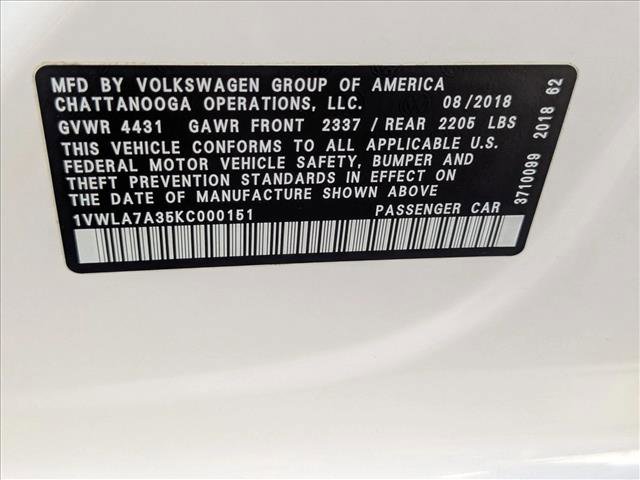 MFD BY VOLKSWAGEN GROUP OF AMERICA
CHATTANOOGA OPERATIONS, LLC. 08/2018
GVWR 4431 GAWR FRONT 2337 / REAR 2205 LBS
THIS VEHICLE CONFORMS TO ALL APPLICABLE U.S.
FEDERAL MOTOR VEHICLE SAFETY, BUMPER AND
THEFT PREVENTION STANDARDS IN EFFECT ON
THE DATE OF MANUFACTURE SHOWN ABOVE
1VWLA7A35KC000151 PASSENGER CAR
3710099 2018 62